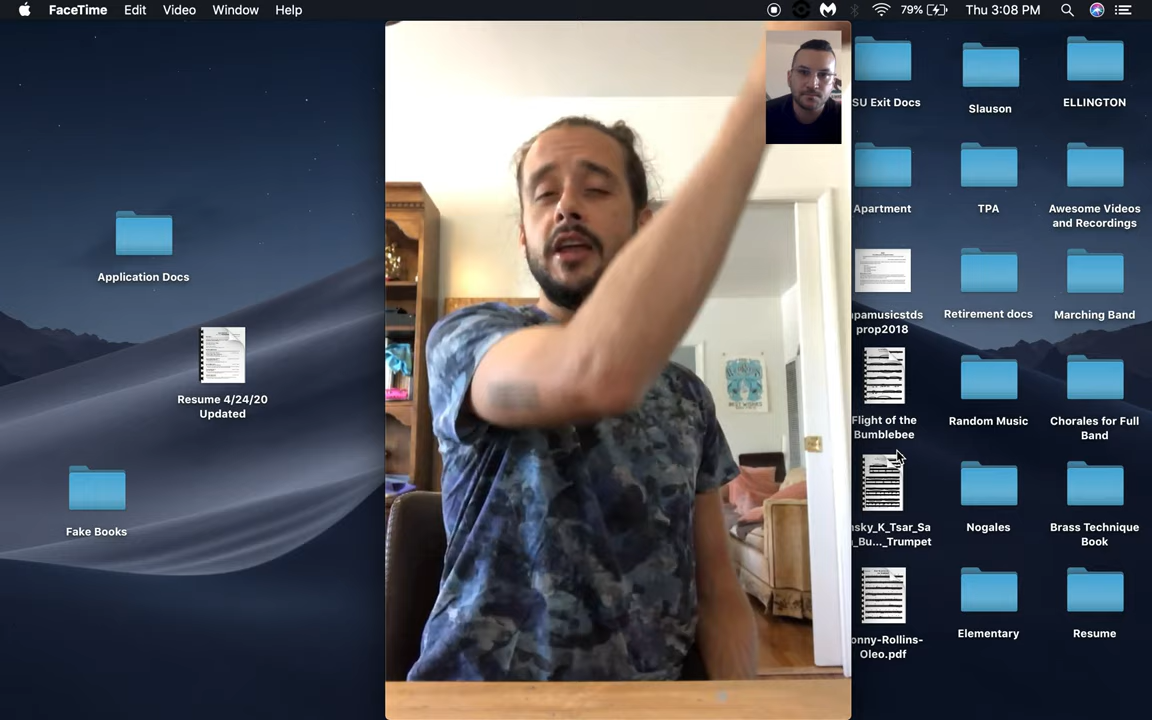 FaceTime Edit Video Window Help
79% Thu 3:08 PM
Application Docs
Resume 4/24/20
Updated
Fake Books
SU Exit Docs
Slauson
ELLINGTON
Apartment
TPA
Awesome Videos
and Recordings
pamusicstds
prop2018
Retirement docs
Marching Band
Flight of the
Bumblebee
Random Music
Chorales for Full
Band
nsky_K_Tsar_Sa
_Bu..._Trumpet
Nogales
Brass Technique
Book
onny-Rollins-
Oleo.pdf
Elementary
Resume